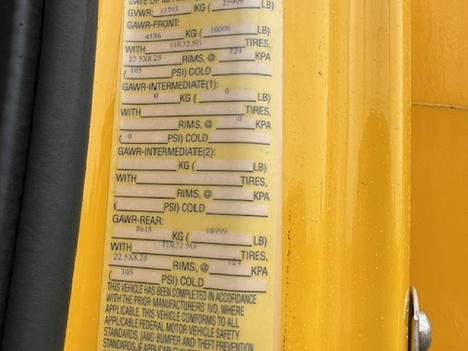 DATE OF
GVWR: 11793 KG ( 25999 LB)
GAWR-FRONT:
4536 KG ( 10000 LB)
WITH 11R22.5G TIRES,
22.5X8.25 RIMS, @ 724 KPA
( 105 PSI) COLD
GAWR-INTERMEDIATE(1):
0 KG ( 0 LB)
WITH TIRES,
RIMS, @ 0 KPA
( 0 PSI) COLD
GAWR-INTERMEDIATE(2):
KG ( LB)
WITH TIRES,
RIMS, @ KPA
( PSI) COLD
GAWR-REAR:
8618 KG ( 18999 LB)
WITH 11R22.5G TIRES,
22.5X8.25 RIMS, @ 724 KPA
( 105 PSI) COLD
THIS VEHICLE HAS BEEN COMPLETED IN ACCORDANCE
WITH THE PRIOR MANUFACTURERS' IVD, WHERE
APPLICABLE. THIS VEHICLE CONFORMS TO ALL
APPLICABLE FEDERAL MOTOR VEHICLE SAFETY
STANDARDS, [AND BUMPER AND THEFT PREVENTION
STANDARDS, IF APPLICABLE]